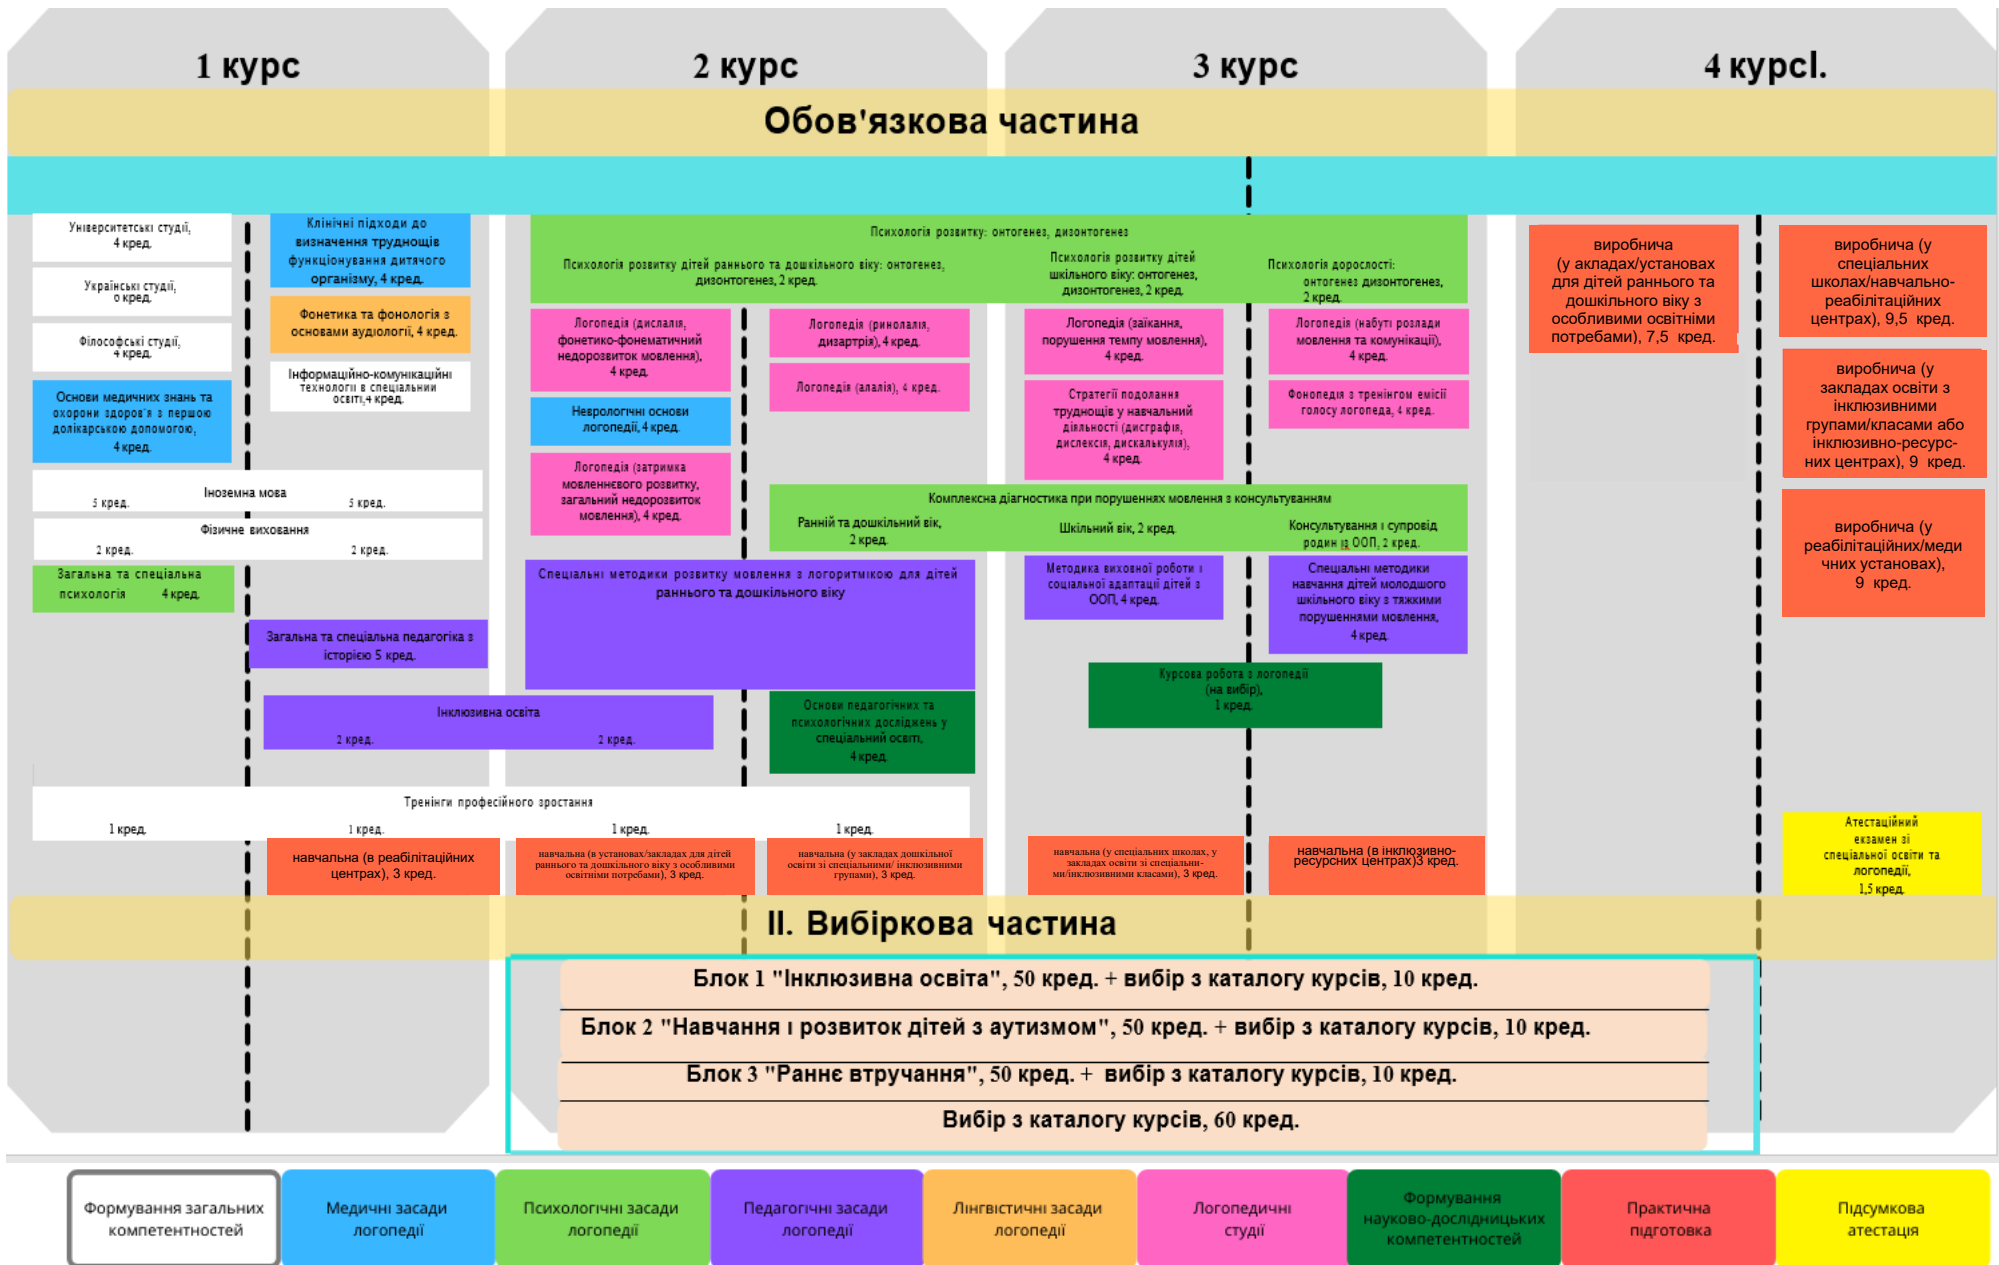 1 курс
2 курс
3 курс
4 курсI.
Обов'язкова частина
Університетські студії,
4 кред.
Українські студії,
0 кред.
Філософські студії,
4 кред.
Основи медичних знань та
охорони здоров'я з першою
долікарською допомогою,
4 кред.
Клінічні підходи до
визначення труднощів
функціонування дитячого
організму, 4 кред.
Фонетика та фонологія з
основами аудіології, 4 кред.
Інформаційно-комунікаційні
технології в спеціальний
освіті,4 кред.
Іноземна мова
5 кред.
5 кред.
Фізичне виховання
2 кред.
2 кред.
Загальна та спеціальна
психологія 4 кред.
Загальна та спеціальна педагогіка з
історією 5 кред.
Інклюзивна освіта
2 кред.
2 кред.
Тренінги професійного зростання
1 кред.
1 кред.
1 кред.
1 кред.
Психологія розвитку: онтогенез, дизонтогенез
Психологія розвитку дітей раннього та дошкільного віку: онтогенез,
дизонтогенез, 2 кред.
Психологія розвитку дітей
шкільного віку: онтогенез,
дизонтогенез, 2 кред.
Психологія дорослості:
онтогенез дизонтогенез,
2 кред.
Логопедія (дислалія,
фонетико-фонематичний
недорозвиток мовлення),
4 кред.
Неврологічні основи
логопедії, 4 кред.
Логопедія (затримка
мовленнєвого розвитку,
загальний недорозвиток
мовлення), 4 кред.
Логопедія (ринолалія,
дизартрія), 4 кред.
Логопедія (алалія), 4 кред.
Логопедія (заїкання,
порушення темпу мовлення),
4 кред.
Стратегії подолання
труднощів у навчальний
діяльності (дисграфія,
дислексія, дискалькулія),
4 кред.
Логопедія (набуті розлади
мовлення та комунікації),
4 кред.
Фонопедія з тренінгом емісії
голосу логопеда, 4 кред.
Комплексна діагностика при порушеннях мовлення з консультуванням
Ранній та дошкільний вік,
2 кред.
Шкільний вік, 2 кред.
Консультування і супровід
родин із ООП, 2 кред.
Спеціальні методики розвитку мовлення з логоритмікою для дітей
раннього та дошкільного віку
Методика виховної роботи і
соціальної адаптації дітей з
ООП, 4 кред.
Спеціальні методики
навчання дітей молодшого
шкільного віку з тяжкими
порушеннями мовлення,
4 кред.
Основи педагогічних та
психологічних досліджень у
спеціальний освіті,
4 кред.
Курсова робота з логопедії
(на вибір),
1 кред.
навчальна (в реабілітаційних
центрах), 3 кред.
навчальна (в установах/закладах для дітей
раннього та дошкільного віку з особливими
освітніми потребами), 3 кред.
навчальна (у закладах дошкільної
освіти зі спеціальними/ інклюзивними
групами), 3 кред.
навчальна (у спеціальних школах, у
закладах освіти зі спеціальни-
ми/інклюзивними класами), 3 кред.
навчальна (в інклюзивно-
ресурсних центрах)3 кред.
виробнича
(у акладах/установах
для дітей раннього та
дошкільного віку з
особливими освітніми
потребами), 7,5 кред.
виробнича (у
спеціальних
школах/навчально-
реабілітаційних
центрах), 9,5 кред.
виробнича (у
закладах освіти з
інклюзивними
групами/класами або
інклюзивно-ресурс-
них центрах), 9 кред.
виробнича (у
реабілітаційних/меди
чних установах),
9 кред.
Атестаційний
екзамен зі
спеціальної освіти та
логопедії,
1,5 кред.
II. Вибіркова частина
Блок 1 "Інклюзивна освіта", 50 кред. + вибір з каталогу курсів, 10 кред.
Блок 2 "Навчання і розвиток дітей з аутизмом", 50 кред. + вибір з каталогу курсів, 10 кред.
Блок 3 "Раннє втручання", 50 кред. + вибір з каталогу курсів, 10 кред.
Вибір з каталогу курсів, 60 кред.
Формування загальних
компетентностей
Медичні засади
логопедії
Психологічні засади
логопедії
Педагогічні засади
логопедії
Лінгвістичні засади
логопедії
Логопедичні
студії
Формування
науково-дослідницьких
компетентностей
Практична
підготовка
Підсумкова
атестація